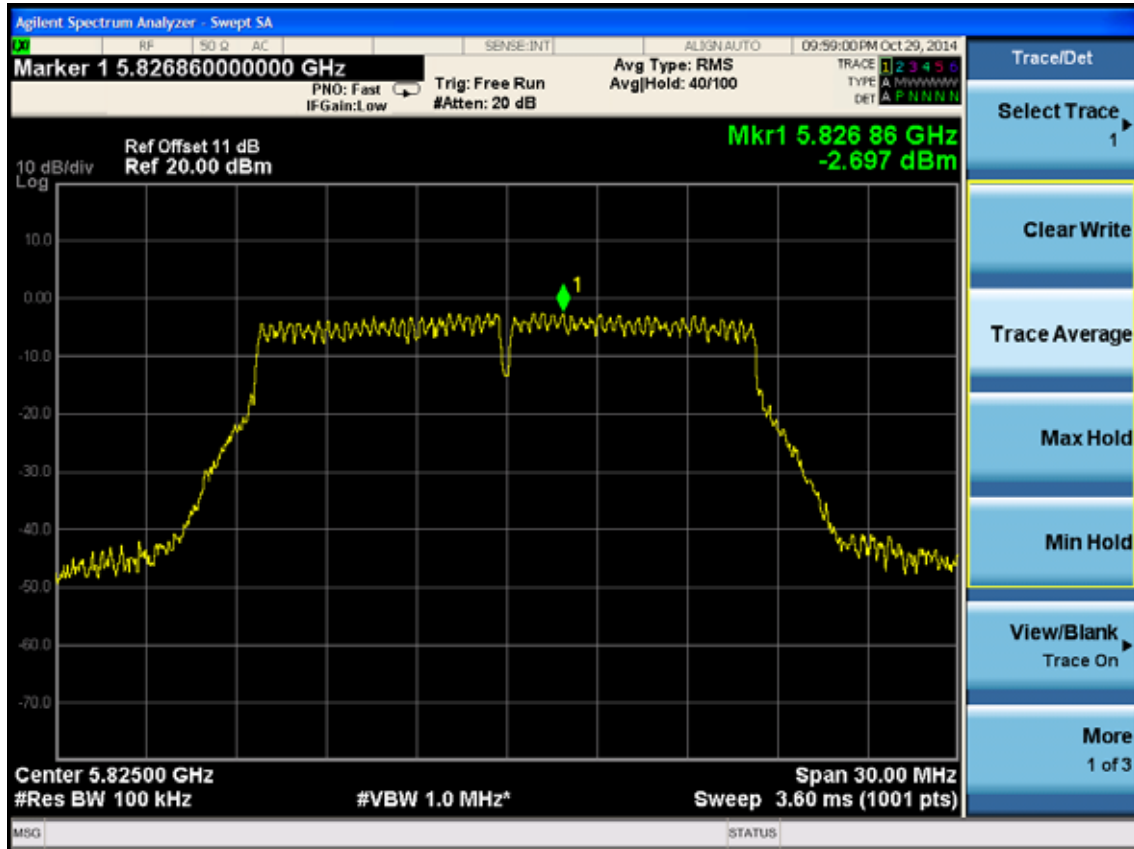 Agilent Spectrum Analyzer - Swept SA
RF 50 Ω AC SENSE:INT ALIGN AUTO 09:59:00 PM Oct 29, 2014
Marker 1 5.826860000000 GHz
PNO: Fast
IFGain:Low
Trig: Free Run
#Atten: 20 dB
Avg Type: RMS
Avg|Hold: 40/100
TRACE 1 2 3 4 5 6
TYPE A M W W W W W
DET A P N N N N
Mkr1 5.826 86 GHz
-2.697 dBm
Ref Offset 11 dB
10 dB/div Ref 20.00 dBm
Log
10.0
0.00
-10.0
-20.0
-30.0
-40.0
-50.0
-60.0
-70.0
1
Center 5.82500 GHz Span 30.00 MHz
#Res BW 100 kHz #VBW 1.0 MHz* Sweep 3.60 ms (1001 pts)
MSG STATUS
Trace/Det
Select Trace
1
Clear Write
Trace Average
Max Hold
Min Hold
View/Blank
Trace On
More
1 of 3